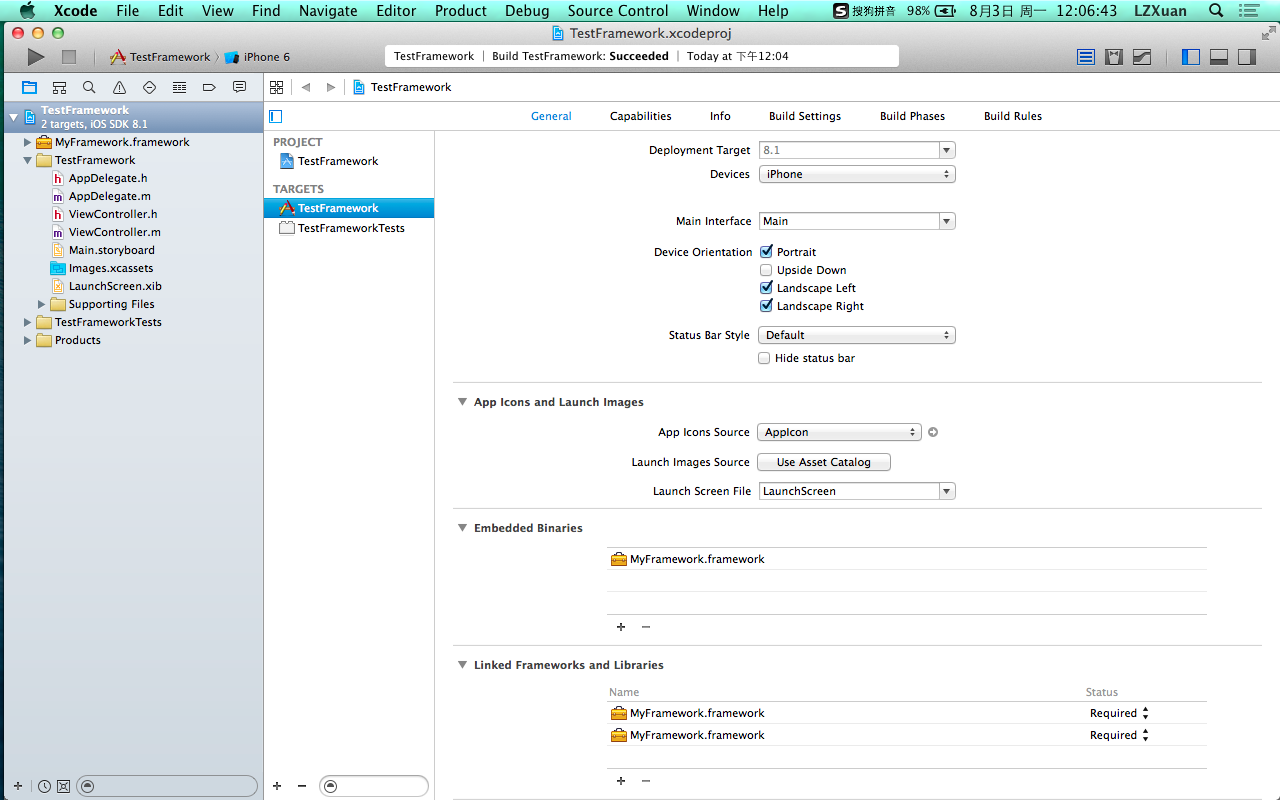 Xcode File Edit View Find Navigate Editor Product Debug Source Control Window Help S 搜狗拼音 98% 8月3日 周一 12:06:43 LZXuan
TestFramework.xcodeproj
TestFramework iPhone 6
TestFramework | Build TestFramework: Succeeded | Today at 下午12:04
TestFramework
TestFramework
2 targets, iOS SDK 8.1
MyFramework.framework
TestFramework
h AppDelegate.h
m AppDelegate.m
h ViewController.h
m ViewController.m
Main.storyboard
Images.xcassets
LaunchScreen.xib
Supporting Files
TestFrameworkTests
Products
PROJECT
TestFramework
TARGETS
TestFramework
TestFrameworkTests
General Capabilities Info Build Settings Build Phases Build Rules
Deployment Target 8.1
Devices iPhone
Main Interface Main
Device Orientation Portrait
Upside Down
Landscape Left
Landscape Right
Status Bar Style Default
Hide status bar
App Icons and Launch Images
App Icons Source AppIcon
Launch Images Source Use Asset Catalog
Launch Screen File LaunchScreen
Embedded Binaries
MyFramework.framework
+ −
Linked Frameworks and Libraries
Name Status
MyFramework.framework Required
MyFramework.framework Required
+ −